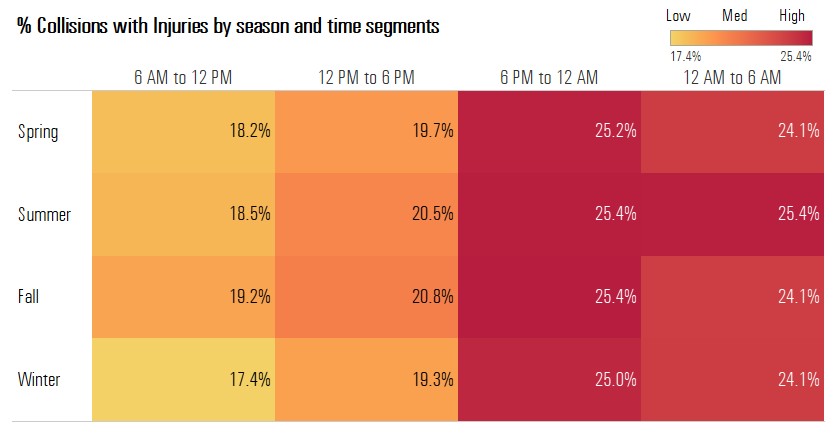 % Collisions with Injuries by season and time segments
Low Med High
17.4% 25.4%
6 AM to 12 PM 12 PM to 6 PM 6 PM to 12 AM 12 AM to 6 AM
Spring 18.2% 19.7% 25.2% 24.1%
Summer 18.5% 20.5% 25.4% 25.4%
Fall 19.2% 20.8% 25.4% 24.1%
Winter 17.4% 19.3% 25.0% 24.1%